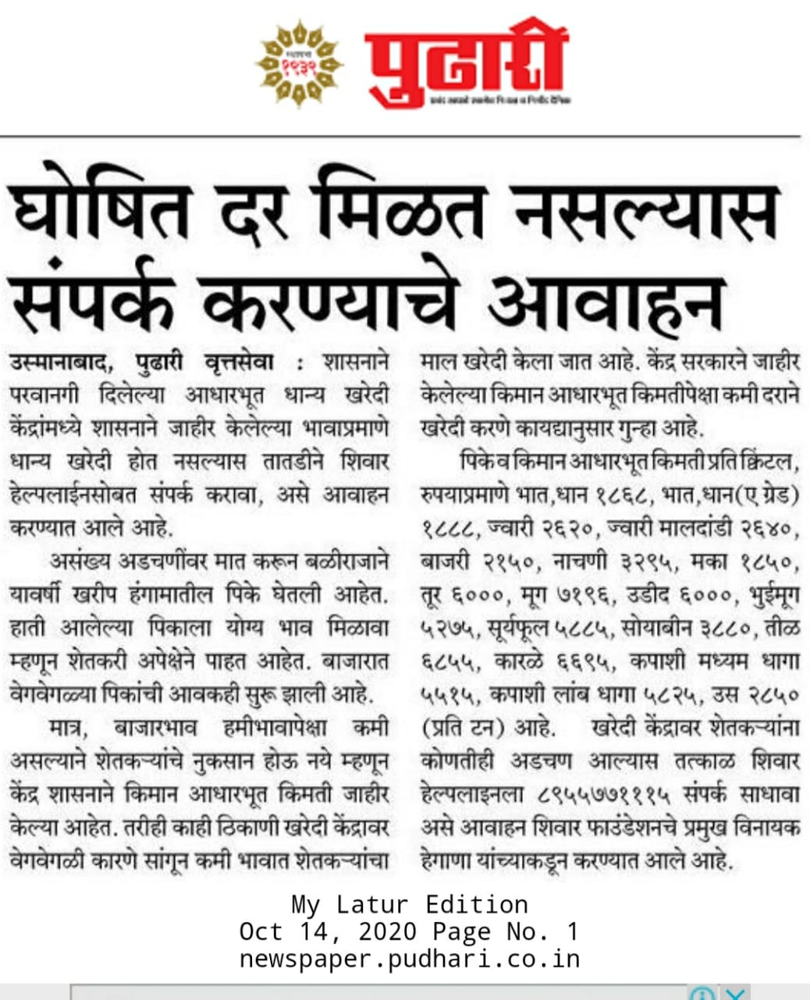 स्थापना
१९३९
पुढारी
घोषित दर मिळत नसल्यास
संपर्क करण्याचे आवाहन
उस्मानाबाद, पुढारी वृत्तसेवा : शासनाने
परवानगी दिलेल्या आधारभूत धान्य खरेदी
केंद्रांमध्ये शासनाने जाहीर केलेल्या भावाप्रमाणे
धान्य खरेदी होत नसल्यास तातडीने शिवार
हेल्पलाईनसोबत संपर्क करावा, असे आवाहन
करण्यात आले आहे.
असंख्य अडचणींवर मात करून बळीराजाने
यावर्षी खरीप हंगामातील पिके घेतली आहेत.
हाती आलेल्या पिकाला योग्य भाव मिळावा
म्हणून शेतकरी अपेक्षेने पाहत आहेत. बाजारात
वेगवेगळ्या पिकांची आवकही सुरू झाली आहे.
मात्र, बाजारभाव हमीभावापेक्षा कमी
असल्याने शेतकऱ्यांचे नुकसान होऊ नये म्हणून
केंद्र शासनाने किमान आधारभूत किमती जाहीर
केल्या आहेत. तरीही काही ठिकाणी खरेदी केंद्रावर
वेगवेगळी कारणे सांगून कमी भावात शेतकऱ्यांचा
माल खरेदी केला जात आहे. केंद्र सरकारने जाहीर
केलेल्या किमान आधारभूत किमतीपेक्षा कमी दराने
खरेदी करणे कायद्यानुसार गुन्हा आहे.
पिके व किमान आधारभूत किमती प्रति क्विंटल,
रुपयाप्रमाणे भात,धान १८६८, भात,धान(ए ग्रेड)
१८८८, ज्वारी २६२०, ज्वारी मालदांडी २६४०,
बाजरी २१५०, नाचणी ३२९५, मका १८५०,
तूर ६०००, मूग ७१९६, उडीद ६०००, भुईमूग
५२७५, सूर्यफूल ५८८५, सोयाबीन ३८८०, तीळ
६८५५, कारळे ६६९५, कपाशी मध्यम धागा
५५१५, कपाशी लांब धागा ५८२५, उस २८५०
(प्रति टन) आहे. खरेदी केंद्रावर शेतकऱ्यांना
कोणतीही अडचण आल्यास तत्काळ शिवार
हेल्पलाइनला ८९५५७७१११५ संपर्क साधावा
असे आवाहन शिवार फाउंडेशनचे प्रमुख विनायक
हेगाणा यांच्याकडून करण्यात आले आहे.
My Latur Edition
Oct 14, 2020 Page No. 1
newspaper.pudhari.co.in